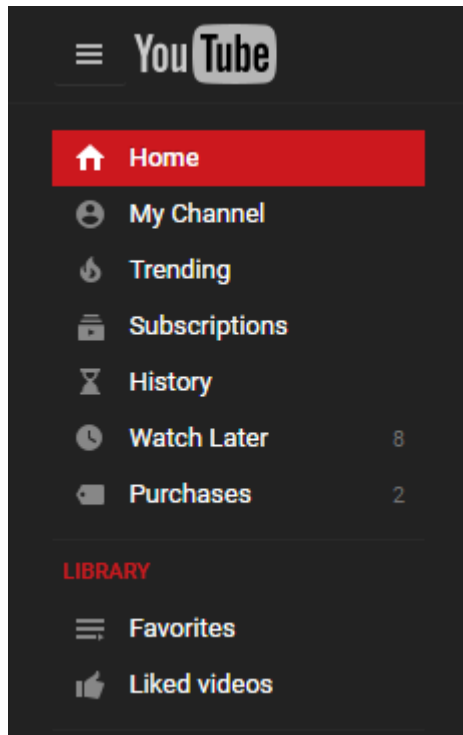 YouTube
Home
My Channel
Trending
Subscriptions
History
Watch Later 8
Purchases 2
LIBRARY
Favorites
Liked videos